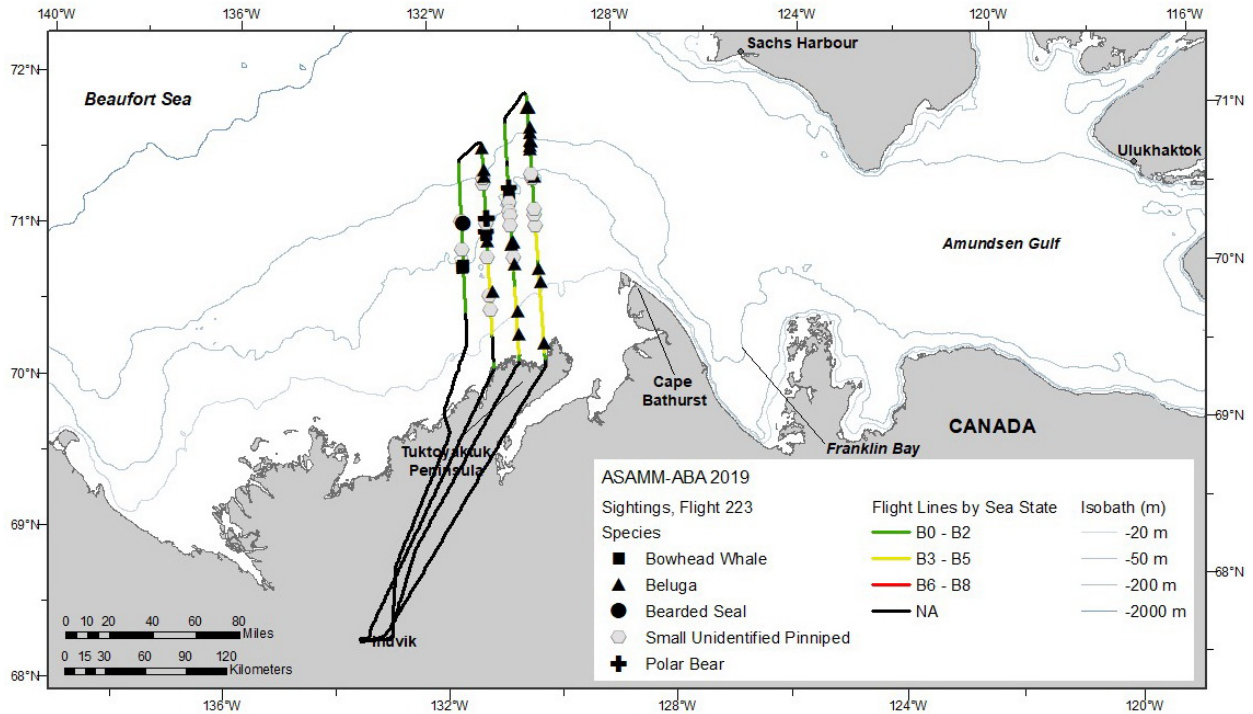 140°W 136°W 132°W 128°W 124°W 120°W 116°W
Sachs Harbour
72°N
Beaufort Sea
71°N
Ulukhaktok
71°N
Amundsen Gulf
70°N
70°N
Cape
Bathurst
69°N
CANADA
Tuktoyaktuk
Peninsula
Franklin Bay
69°N
68°N
Inuvik
68°N
ASAMM-ABA 2019
Sightings, Flight 223
Species
Bowhead Whale
Beluga
Bearded Seal
Small Unidentified Pinniped
Polar Bear
Flight Lines by Sea State
B0 - B2
B3 - B5
B6 - B8
NA
Isobath (m)
-20 m
-50 m
-200 m
-2000 m
0 10 20 40 60 80
Miles
0 15 30 60 90 120
Kilometers
136°W 132°W 128°W 124°W 120°W